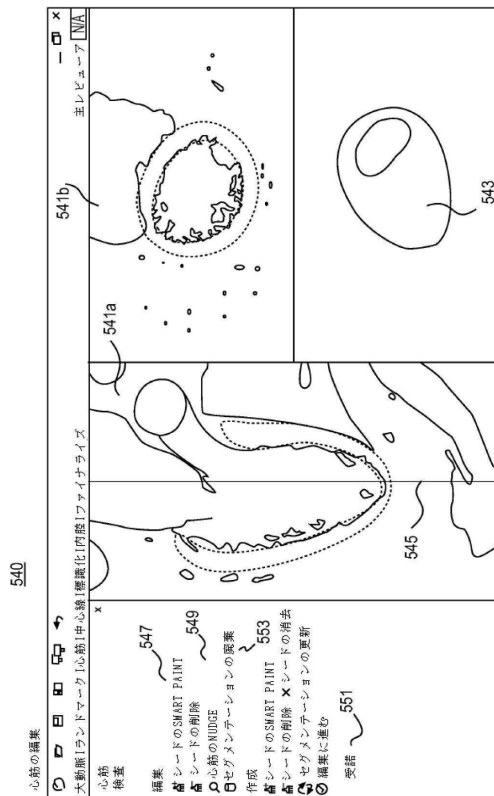 540
心筋の編集
大動脈|ランドマーク|心筋|中心線|標識化|内腔|ファイナライズ
主レビューア N/A
心筋
検査
編集
シードのSMART PAINT
シードの削除
心筋のNUDGE
セグメンテーションの廃棄
作成
シードのSMART PAINT
シードの削除 × シードの消去
セグメンテーションの更新
編集に進む
受諾
547
549
553
551
541a
541b
543
545